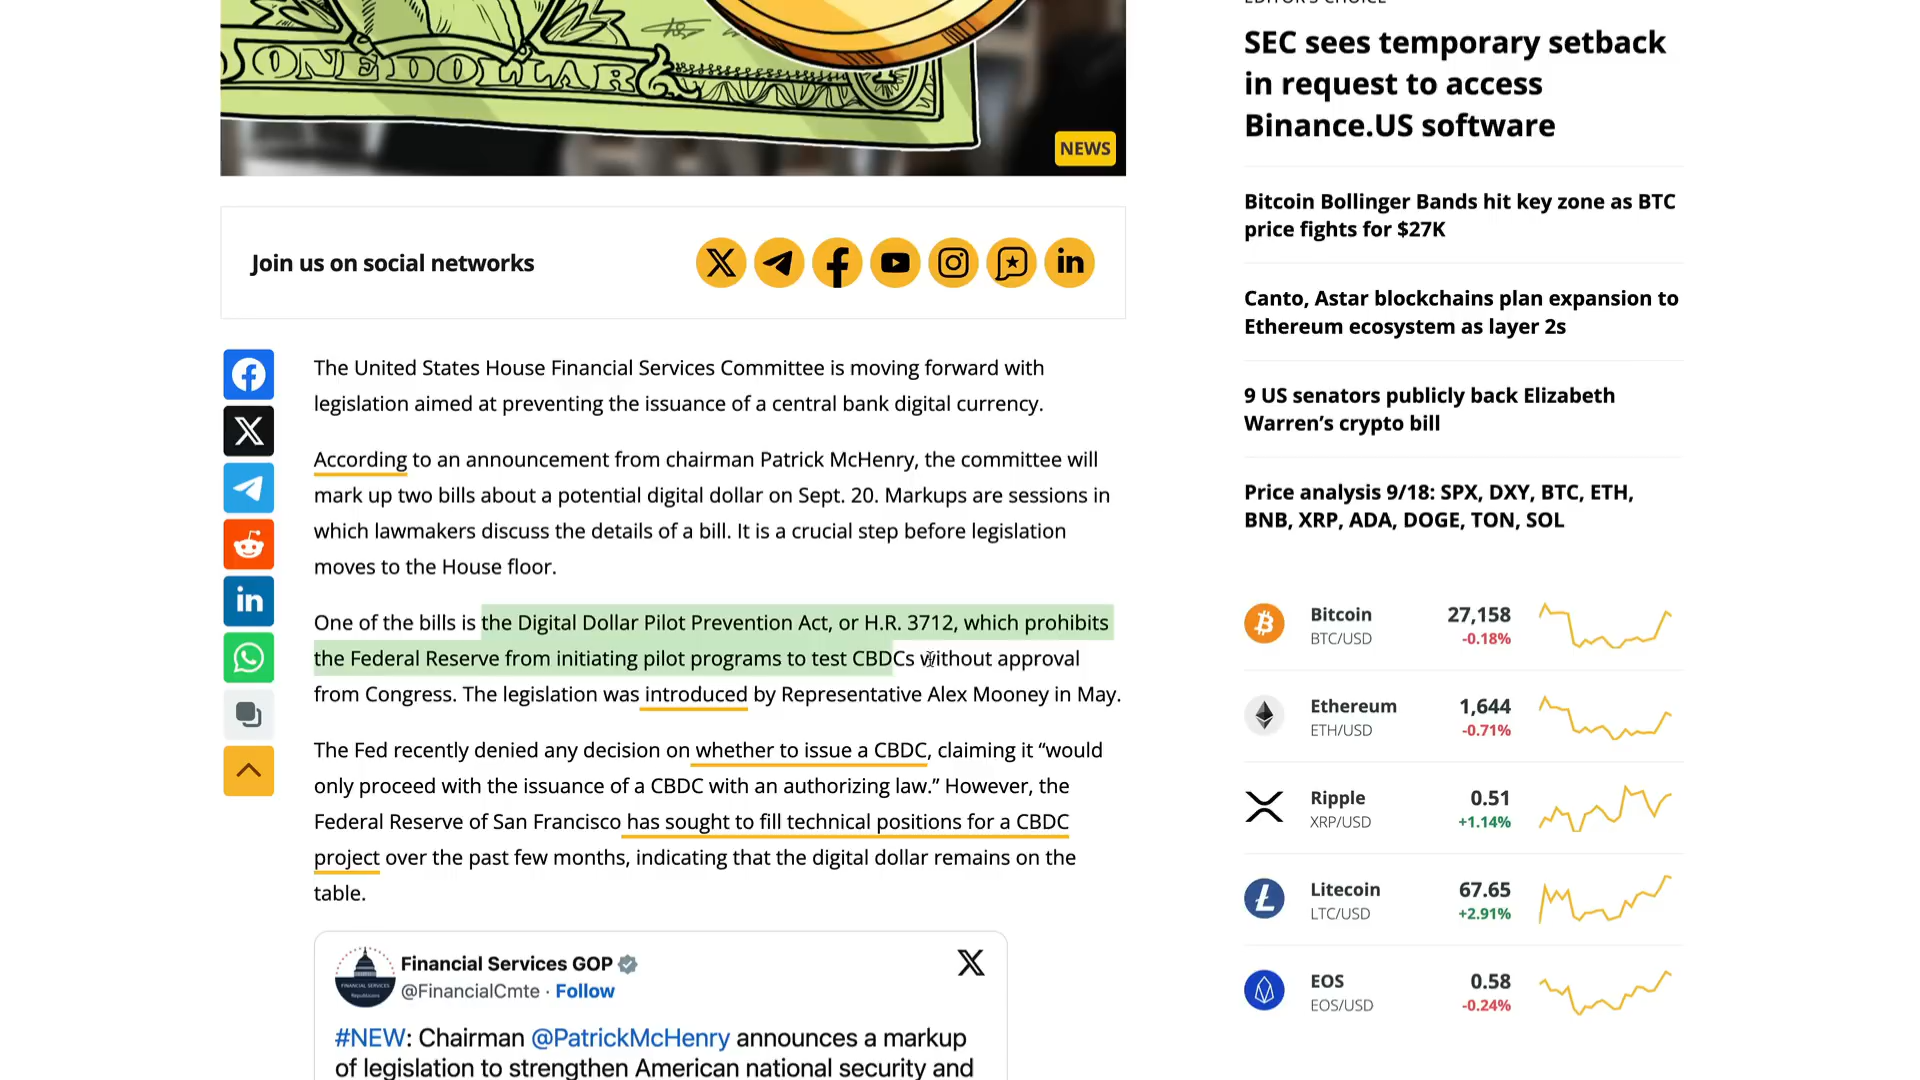 ONE DOLLAR
NEWS
Join us on social networks
The United States House Financial Services Committee is moving forward with
legislation aimed at preventing the issuance of a central bank digital currency.
According to an announcement from chairman Patrick McHenry, the committee will
mark up two bills about a potential digital dollar on Sept. 20. Markups are sessions in
which lawmakers discuss the details of a bill. It is a crucial step before legislation
moves to the House floor.
One of the bills is the Digital Dollar Pilot Prevention Act, or H.R. 3712, which prohibits
the Federal Reserve from initiating pilot programs to test CBDCs without approval
from Congress. The legislation was introduced by Representative Alex Mooney in May.
The Fed recently denied any decision on whether to issue a CBDC, claiming it “would
only proceed with the issuance of a CBDC with an authorizing law.” However, the
Federal Reserve of San Francisco has sought to fill technical positions for a CBDC
project over the past few months, indicating that the digital dollar remains on the
table.
FINANCIAL SERVICES
Republicans
Financial Services GOP
@FinancialCmte · Follow
#NEW: Chairman @PatrickMcHenry announces a markup
of legislation to strengthen American national security and
EDITOR'S CHOICE
SEC sees temporary setback
in request to access
Binance.US software
Bitcoin Bollinger Bands hit key zone as BTC
price fights for $27K
Canto, Astar blockchains plan expansion to
Ethereum ecosystem as layer 2s
9 US senators publicly back Elizabeth
Warren’s crypto bill
Price analysis 9/18: SPX, DXY, BTC, ETH,
BNB, XRP, ADA, DOGE, TON, SOL
Bitcoin 27,158
BTC/USD -0.18%
Ethereum 1,644
ETH/USD -0.71%
Ripple 0.51
XRP/USD +1.14%
Litecoin 67.65
LTC/USD +2.91%
EOS 0.58
EOS/USD -0.24%